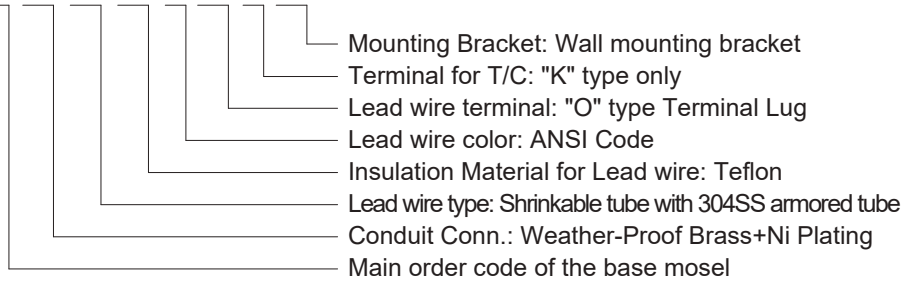 Mounting Bracket: Wall mounting bracket
Terminal for T/C: "K" type only
Lead wire terminal: "O" type Terminal Lug
Lead wire color: ANSI Code
Insulation Material for Lead wire: Teflon
Lead wire type: Shrinkable tube with 304SS armored tube
Conduit Conn.: Weather-Proof Brass+Ni Plating
Main order code of the base mosel